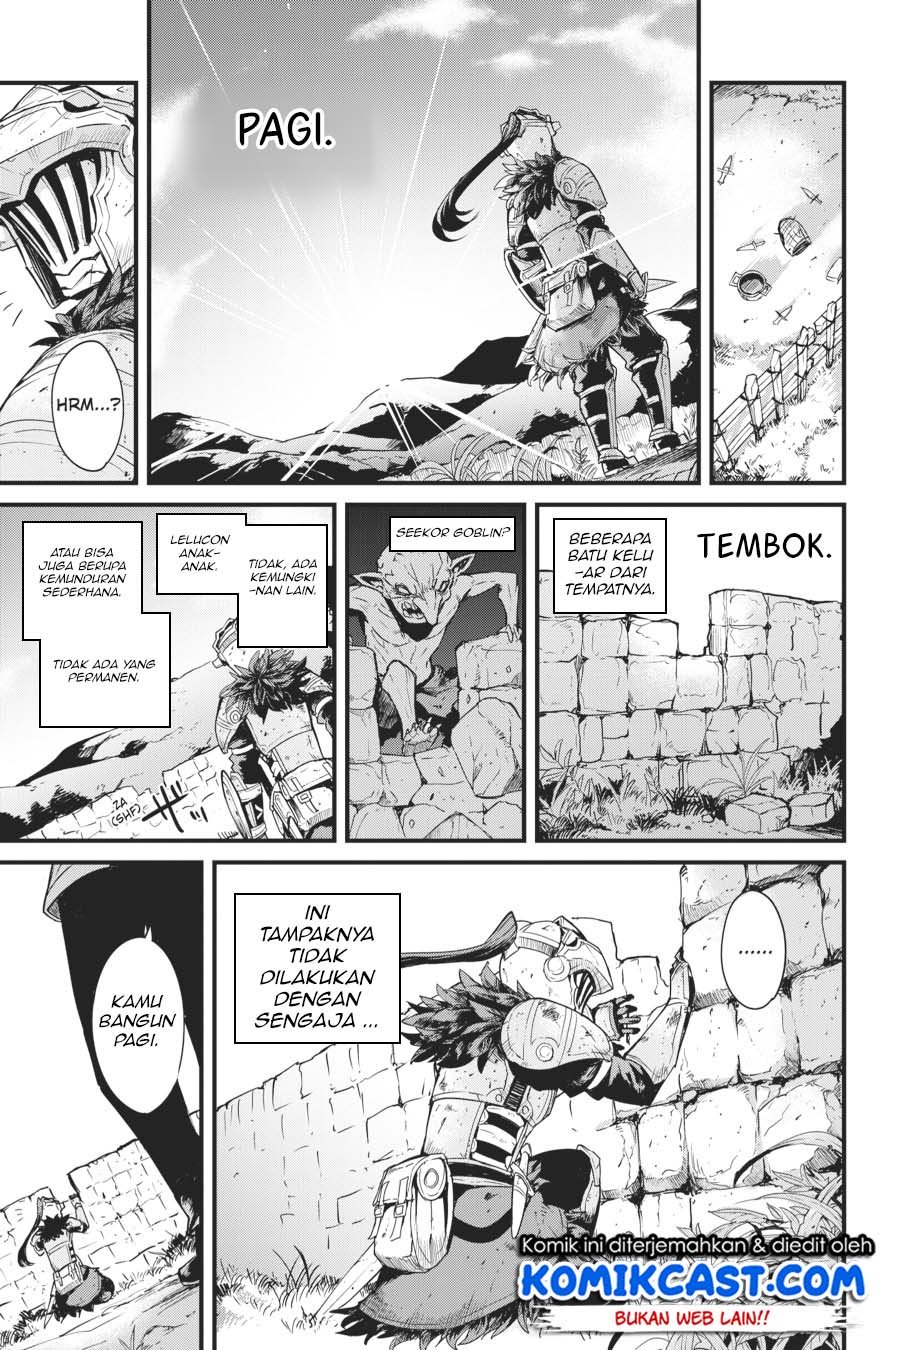 PAGI.
HRM...?
TEMBOK.
BEBERAPA
BATU KELU
-AR DARI
TEMPATNYA.
SEEKOR GOBLIN?
LELUCON
ANAK-
ANAK.
TIDAK, ADA
KEMUNGKI
-NAN LAIN.
ATAU BISA
JUGA BERUPA
KEMUNDURAN
SEDERHANA.
TIDAK ADA YANG
PERMANEN.
ザッ
ZA
(SHF)
......
INI
TAMPAKNYA
TIDAK
DILAKUKAN
DENGAN
SENGAJA ...
KAMU
BANGUN
PAGI.
Komik ini diterjemahkan & diedit oleh
KOMIKCAST.COM
BUKAN WEB LAIN!!